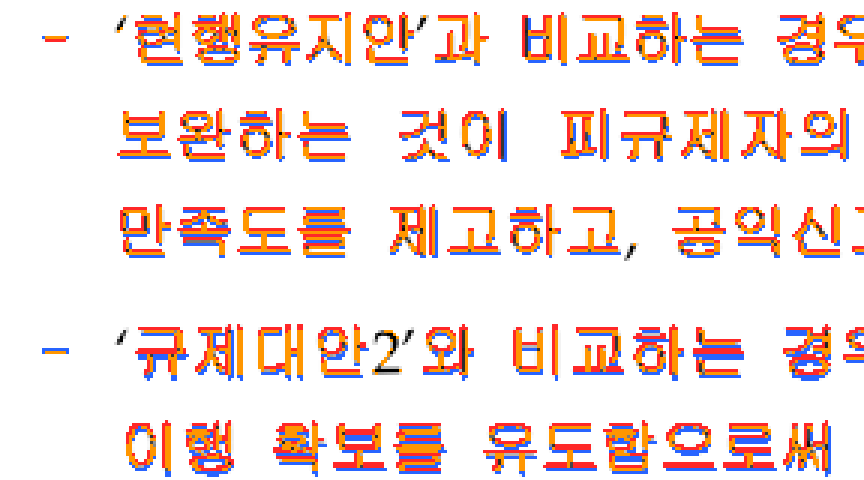 - ‘현행유지안’과 비교하는 경우
보완하는 것이 피규제자의
만족도를 제고하고, 공익신고
- ‘규제대안2’와 비교하는 경우
이행 확보를 유도함으로써